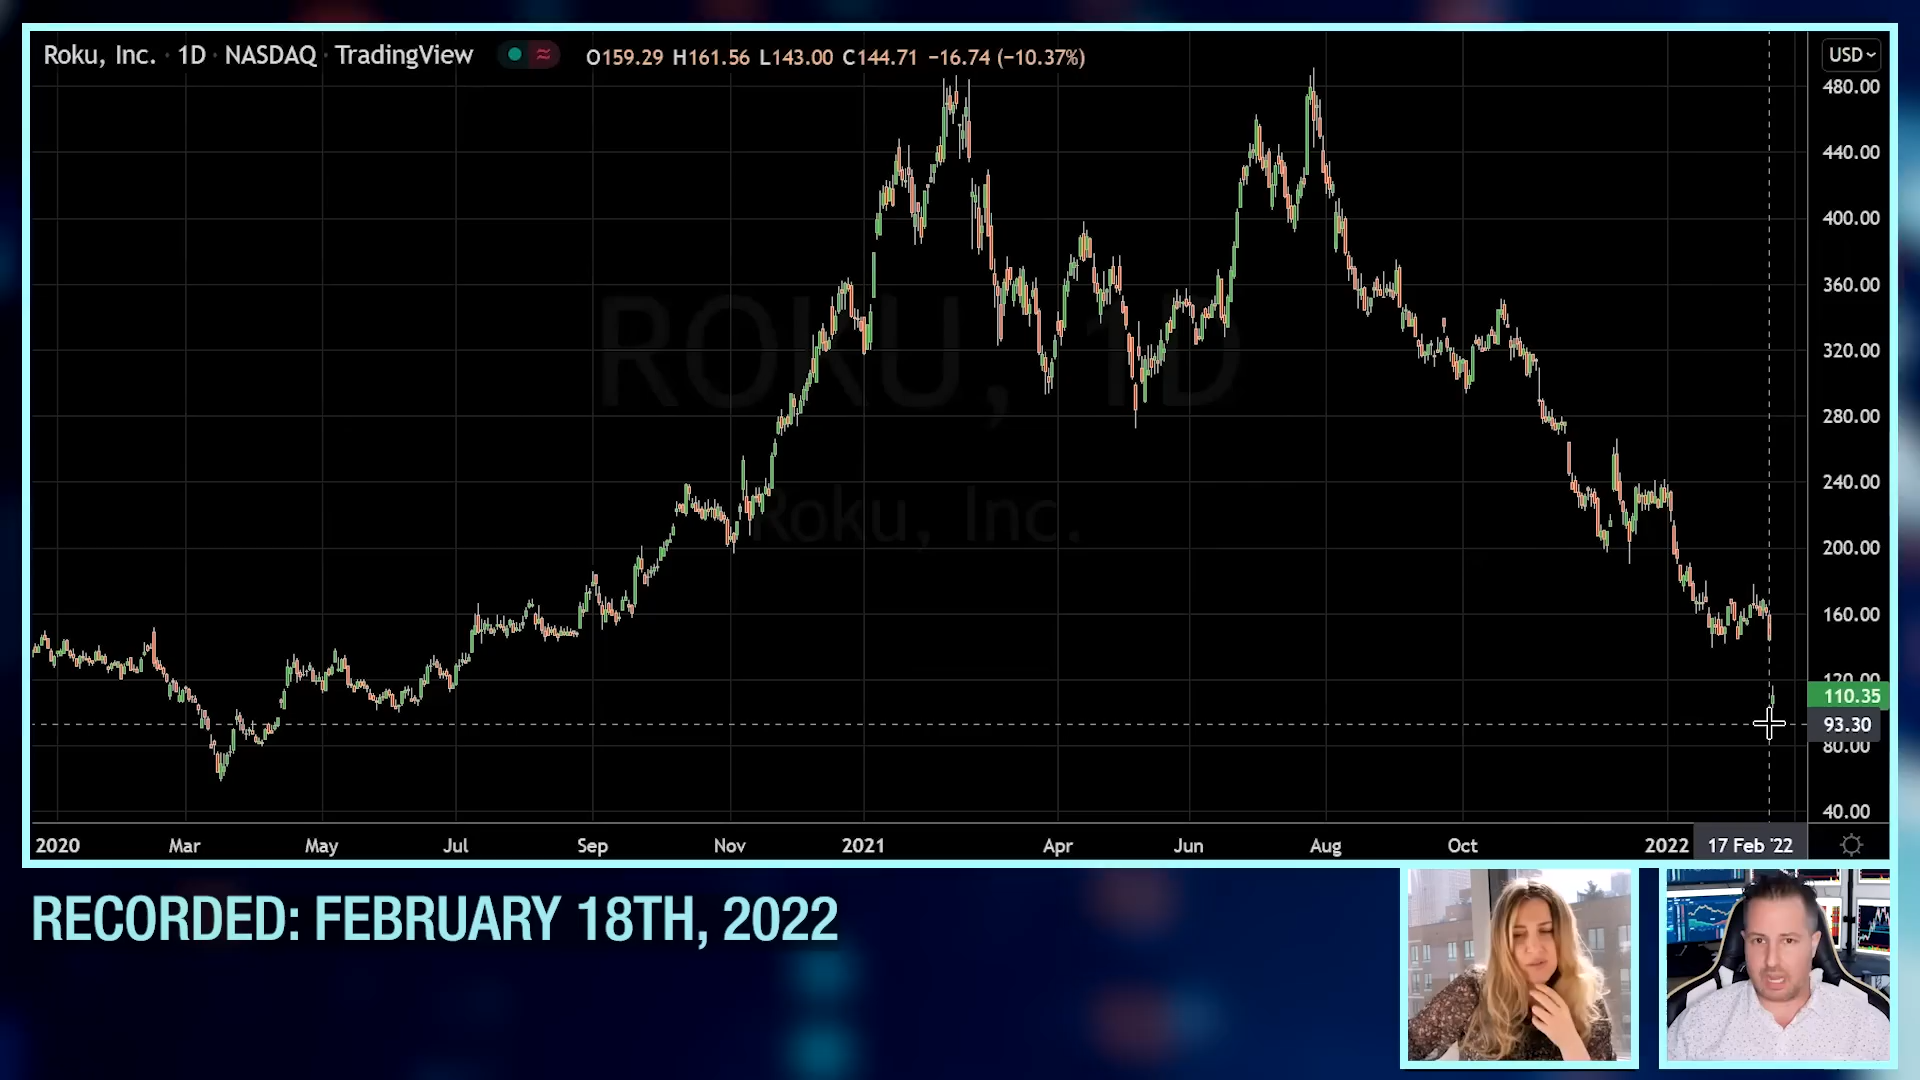 Roku, Inc. · 1D · NASDAQ · TradingView
O159.29 H161.56 L143.00 C144.71 −16.74 (−10.37%)
USD
480.00
440.00
400.00
360.00
320.00
280.00
240.00
200.00
160.00
120.00
110.35
93.30
80.00
40.00
ROKU, 1D
Roku, Inc.
2020 Mar May Jul Sep Nov 2021 Apr Jun Aug Oct 2022 17 Feb '22
RECORDED: FEBRUARY 18TH, 2022